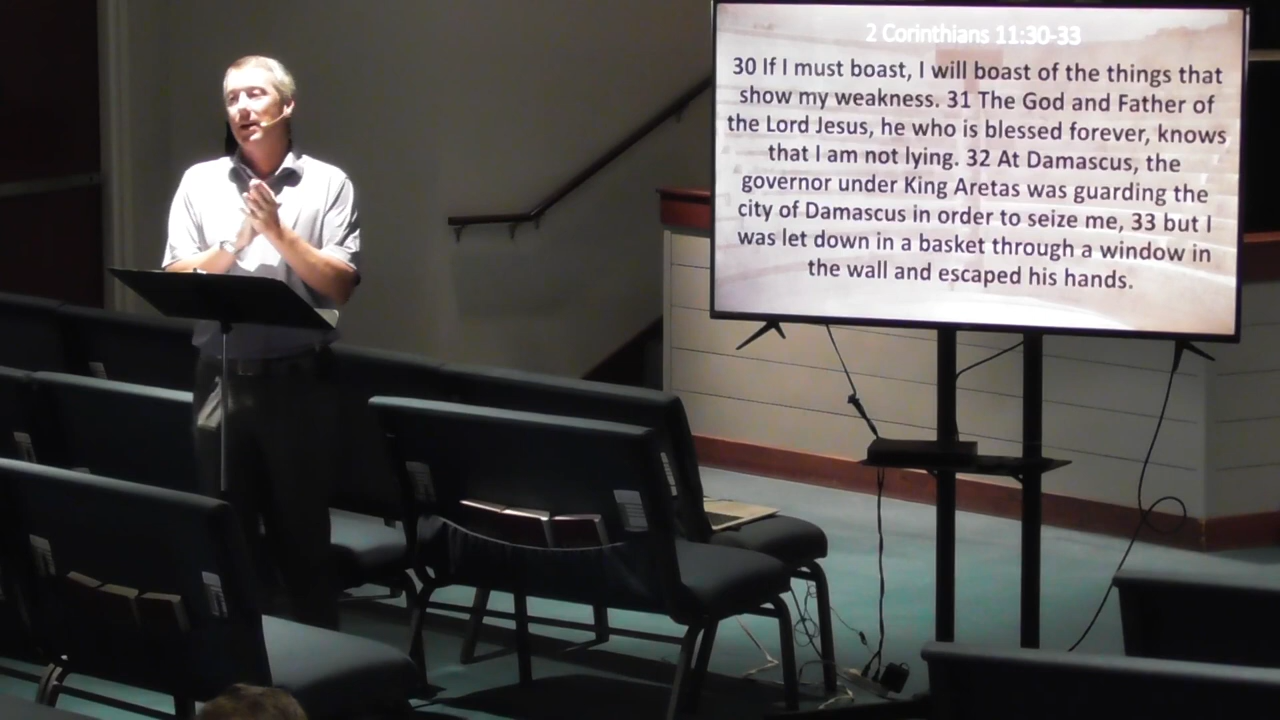 2 Corinthians 11:30-33
30 If I must boast, I will boast of the things that
show my weakness. 31 The God and Father of
the Lord Jesus, he who is blessed forever, knows
that I am not lying. 32 At Damascus, the
governor under King Aretas was guarding the
city of Damascus in order to seize me, 33 but I
was let down in a basket through a window in
the wall and escaped his hands.